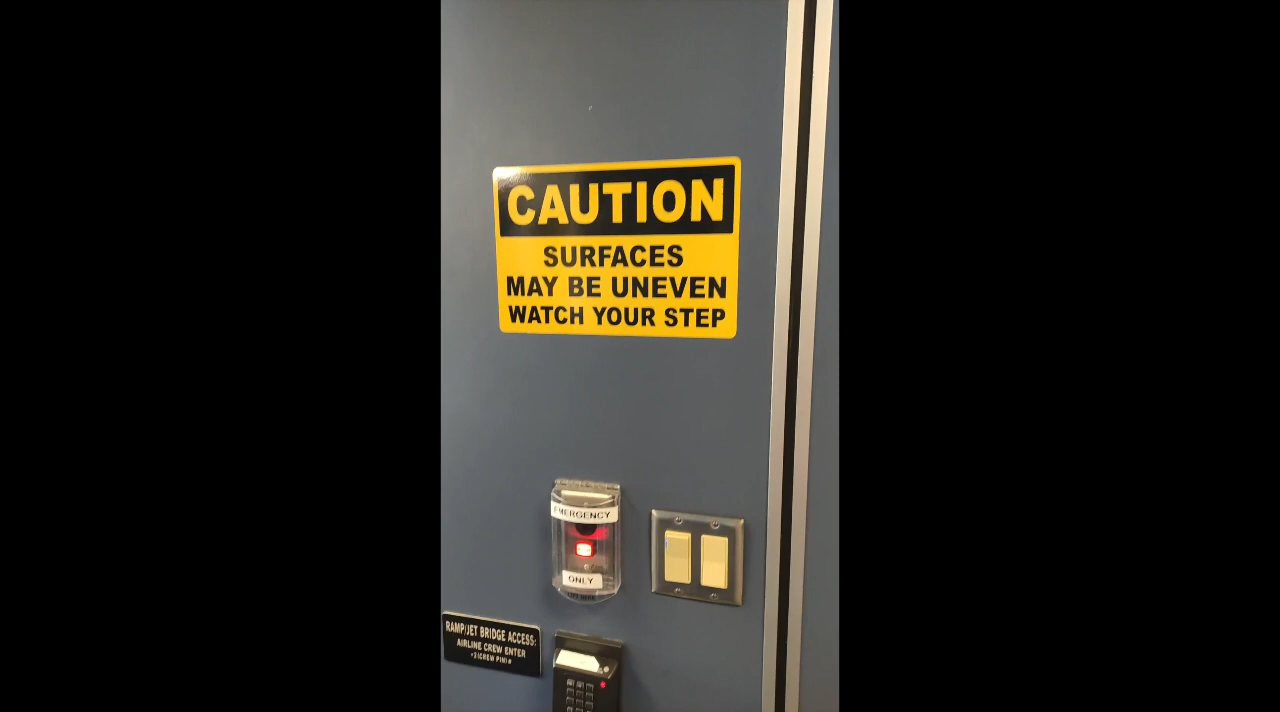 CAUTION
SURFACES
MAY BE UNEVEN
WATCH YOUR STEP
EMERGENCY
ONLY
RAMP/JET BRIDGE ACCESS:
AIRLINE CREW ENTER